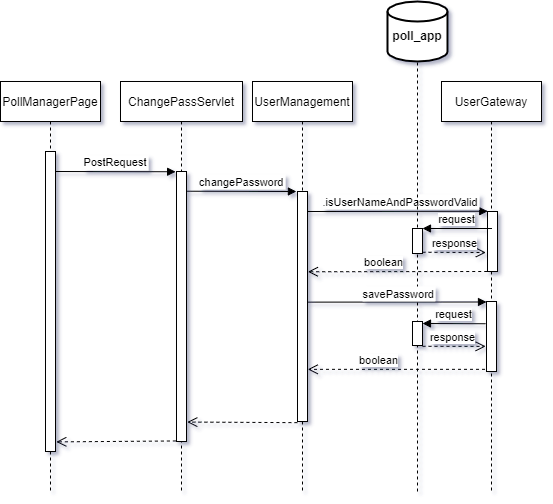 poll_app
PollManagerPage
ChangePassServlet
UserManagement
UserGateway
PostRequest
changePassword
.isUserNameAndPasswordValid
request
response
boolean
savePassword
request
response
boolean